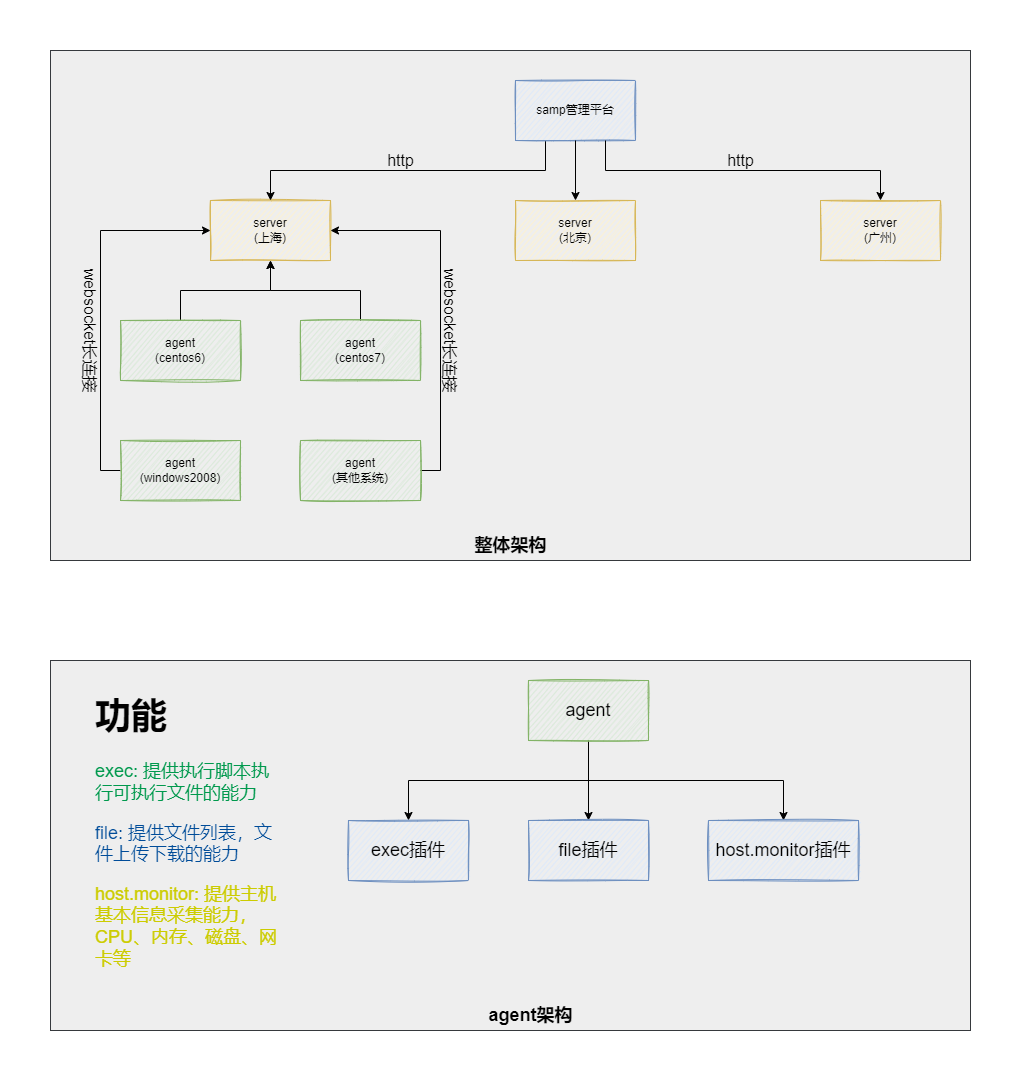 samp管理平台
http
http
server
(上海)
server
(北京)
server
(广州)
websocket长连接
websocket长连接
agent
(centos6)
agent
(centos7)
agent
(windows2008)
agent
(其他系统)
整体架构
功能
exec: 提供执行脚本执
行可执行文件的能力
file: 提供文件列表，文
件上传下载的能力
host.monitor: 提供主机
基本信息采集能力，
CPU、内存、磁盘、网
卡等
agent
exec插件
file插件
host.monitor插件
agent架构